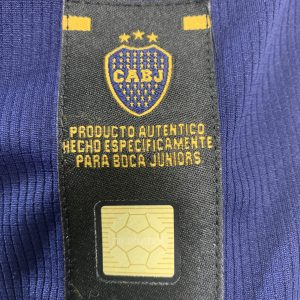 CABJ
PRODUCTO AUTENTICO
HECHO ESPECIFICAMENTE
PARA BOCA JUNIORS